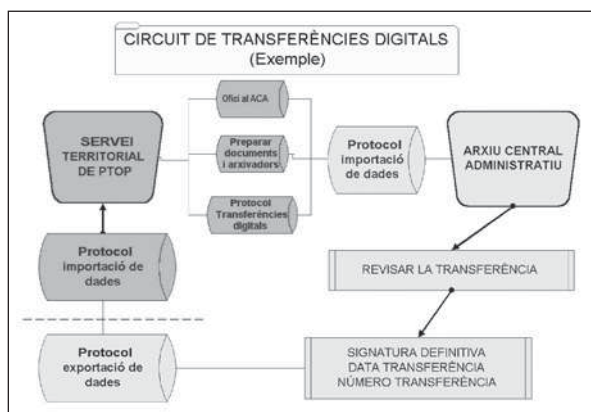 CIRCUIT DE TRANSFERÈNCIES DIGITALS
(Exemple)
Ofici al ACA
SERVEI
TERRITORIAL
DE PTOP
Preparar
documents
i arxivadors
Protocol
importació
de dades
ARXIU CENTRAL
ADMINISTRATIU
Protocol
Transferències
digitals
Protocol
importació de
dades
REVISAR LA TRANSFERÈNCIA
Protocol
exportació de
dades
SIGNATURA DEFINITIVA
DATA TRANSFERÈNCIA
NÚMERO TRANSFERÈNCIA